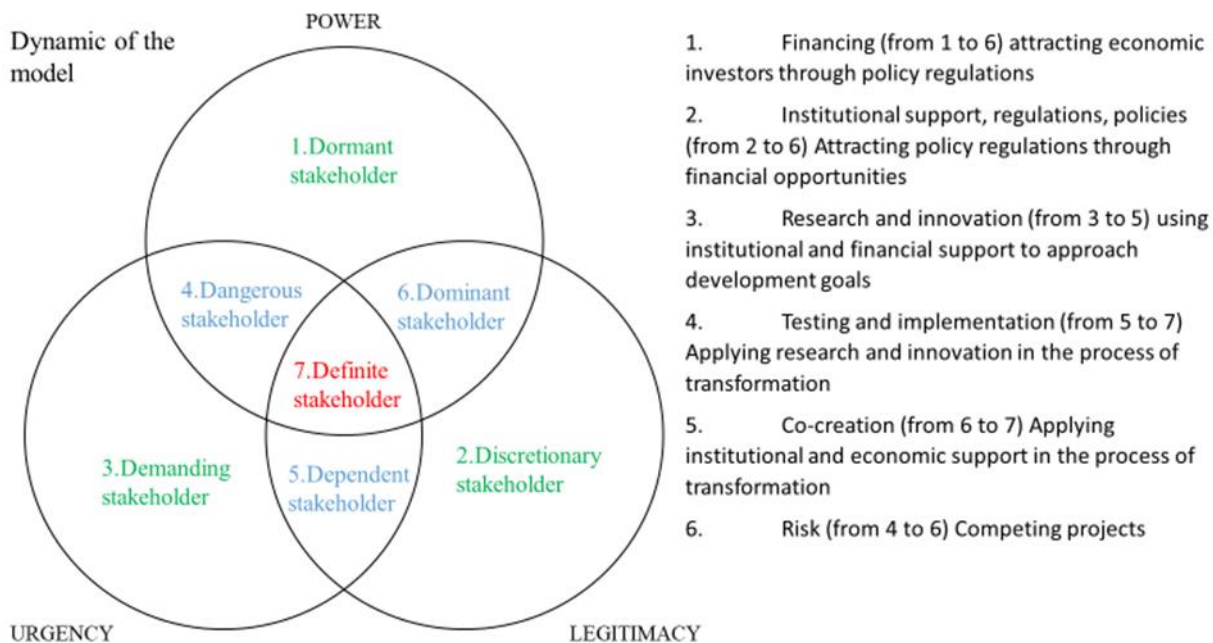 Dynamic of the
model
POWER
1.Dormant
stakeholder
4.Dangerous
stakeholder
6.Dominant
stakeholder
7.Definite
stakeholder
3.Demanding
stakeholder
5.Dependent
stakeholder
2.Discretionary
stakeholder
URGENCY
LEGITIMACY
1. Financing (from 1 to 6) attracting economic
investors through policy regulations
2. Institutional support, regulations, policies
(from 2 to 6) Attracting policy regulations through
financial opportunities
3. Research and innovation (from 3 to 5) using
institutional and financial support to approach
development goals
4. Testing and implementation (from 5 to 7)
Applying research and innovation in the process of
transformation
5. Co-creation (from 6 to 7) Applying
institutional and economic support in the process of
transformation
6. Risk (from 4 to 6) Competing projects